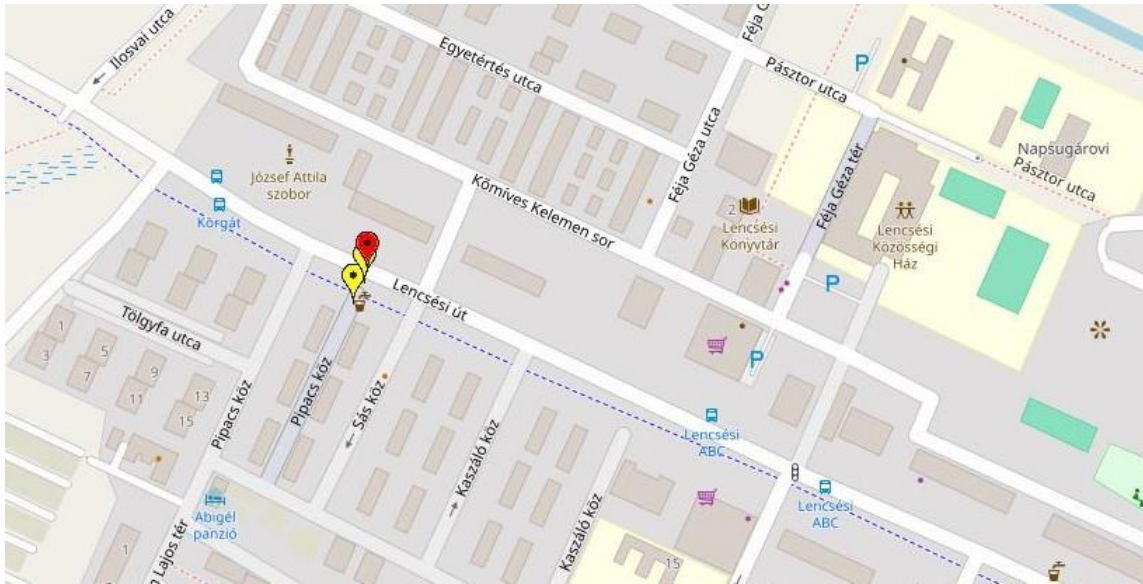 Ilosvai utca
Egyetértés utca
Féja G
Pásztor utca
P
József Attila
szobor
Kőműves Kelemen sor
Féja Géza utca
2
Lencsési
Könyvtár
Féja Géza tér
Lencsési
Közösségi
Ház
Napsugárovi
Pásztor utca
Körgát
Lencsési út
P
P
Tölgyfa utca
1
3
5
7
9
11
13
15
Pipacs köz
Pipacs köz
Sás köz
Kaszáló köz
Kaszáló köz
Lencsési
ABC
Lencsési
ABC
Abigél
panzió
1
n Lajos tér
15